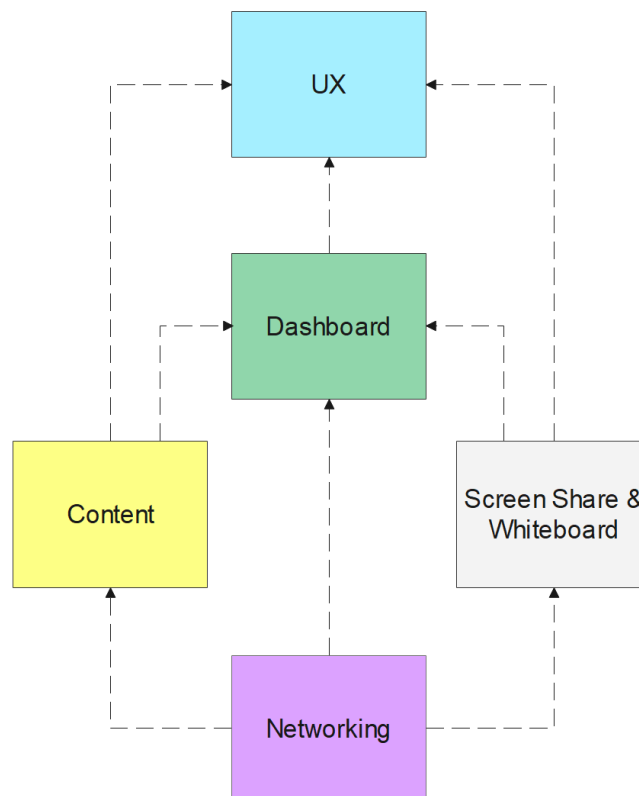 UX
Dashboard
Content
Screen Share &
Whiteboard
Networking